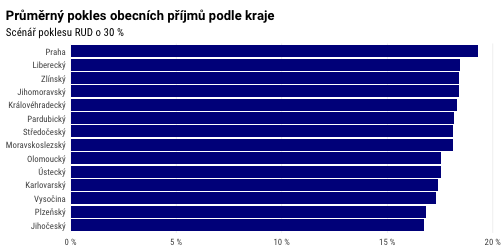 Průměrný pokles obecních příjmů podle kraje
Scénář poklesu RUD o 30 %
Praha
Liberecký
Zlínský
Jihomoravský
Královéhradecký
Pardubický
Středočeský
Moravskoslezský
Olomoucký
Ústecký
Karlovarský
Vysočina
Plzeňský
Jihočeský
0 % 5 % 10 % 15 % 20 %